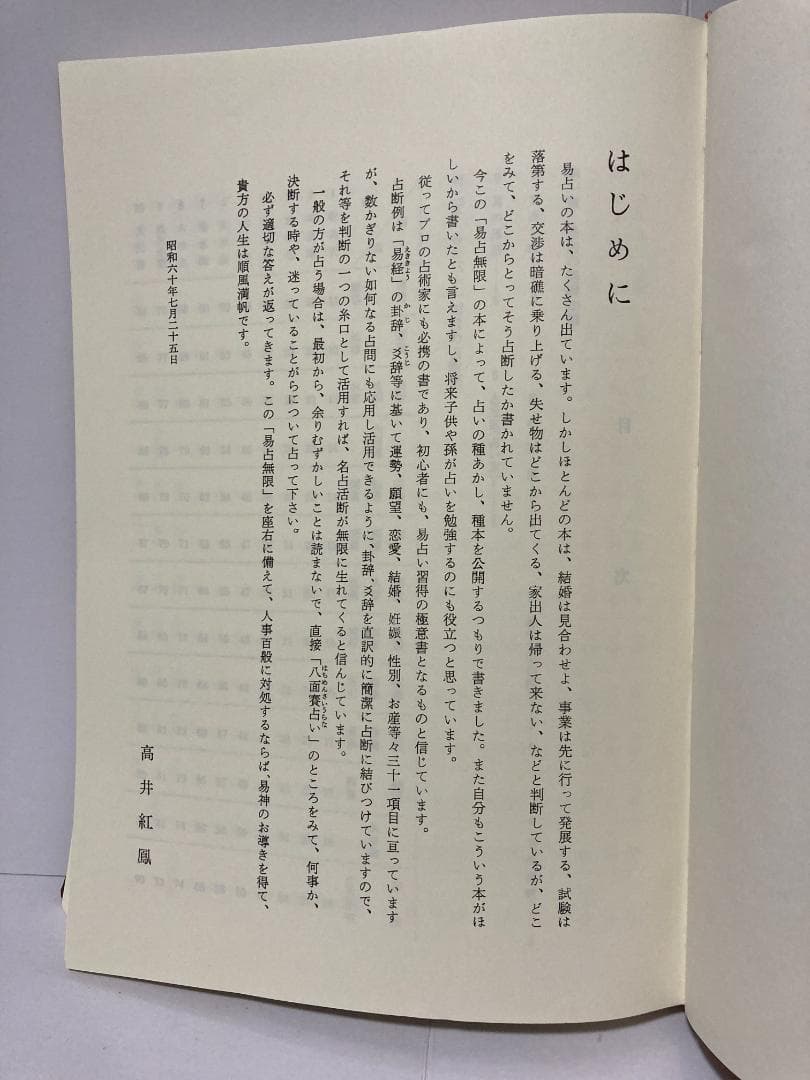 はじめに
易占いの本は、たくさん出ています。しかしほとんどの本は、結婚は見合わせよ、事業は先に行って発展する、試験は
落第する、交渉は暗礁に乗り上げる、失せ物はどこから出てくる、家出人は帰って来ない、などと判断しているが、どこ
をみて、どこからとってそう占断したか書かれていません。
今この「易占無限」の本によって、占いの種あかし、種本を公開するつもりで書きました。また自分もこういう本がほ
しいから書いたとも言えますし、将来子供や孫が占いを勉強するのにも役立つと思っています。
従ってプロの占術家にも必携の書であり、初心者にも、易占い習得の極意書となるものと信じています。
占断例は「易経」の卦辞、爻辞等に基いて運勢、願望、恋愛、結婚、妊娠、性別、お産等々三十一項目に亘っています
が、数かぎりない如何なる占問にも応用し活用できるように、卦辞、爻辞を直訳的に簡潔に占断に結びつけていますので、
それ等を判断の一つの糸口として活用すれば、名占活断が無限に生れてくると信んじています。
一般の方が占う場合は、最初から、余りむずかしいことは読まないで、直接「八面賽占い」のところをみて、何事か、
決断する時や、迷っていることがらについて占って下さい。
必ず適切な答えが返ってきます。この「易占無限」を座右に備えて、人事百般に対処するならば、易神のお導きを得て、
貴方の人生は順風満帆です。
昭和六十年七月二十五日
高井紅鳳